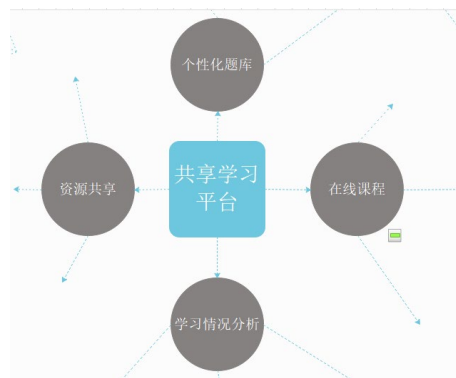 个性化题库
资源共享
共享学习
平台
在线课程
学习情况分析